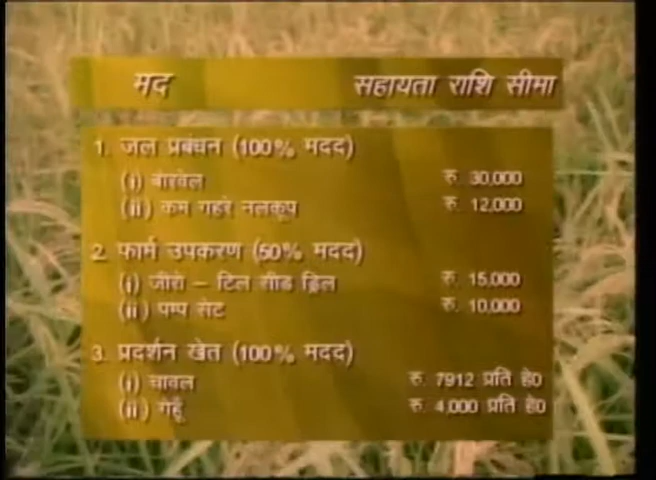 मद सहायता राशि सीमा
1. जल प्रबंधन (100% मदद)
(i) बोरवेल रु. 30,000
(ii) कम गहरे नलकूप रु. 12,000
2. फार्म उपकरण (50% मदद)
(i) जीरो – टिल सीड ड्रिल रु. 15,000
(ii) पम्प सेट रु. 10,000
3. प्रदर्शन खेत (100% मदद)
(i) चावल रु. 7912 प्रति हे0
(ii) गेहूँ रु. 4,000 प्रति हे0